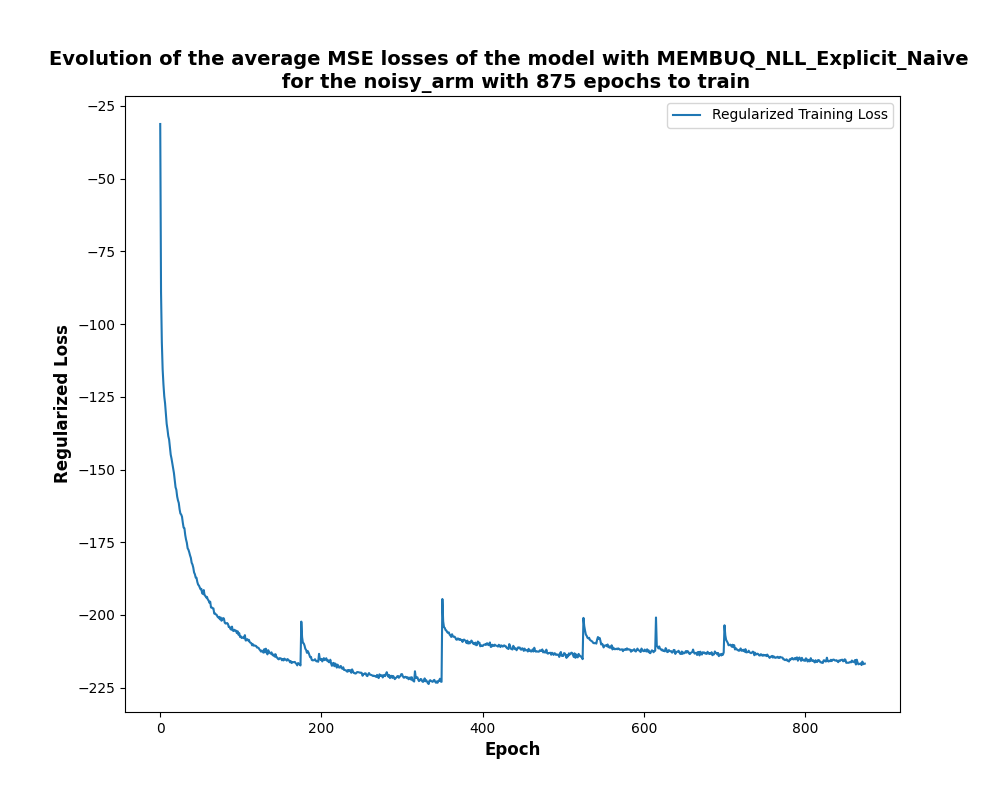 Evolution of the average MSE losses of the model with MEMBUQ_NLL_Explicit_Naive
for the noisy_arm with 875 epochs to train
Regularized Training Loss
Regularized Loss
−25
−50
−75
−100
−125
−150
−175
−200
−225
0 200 400 600 800
Epoch